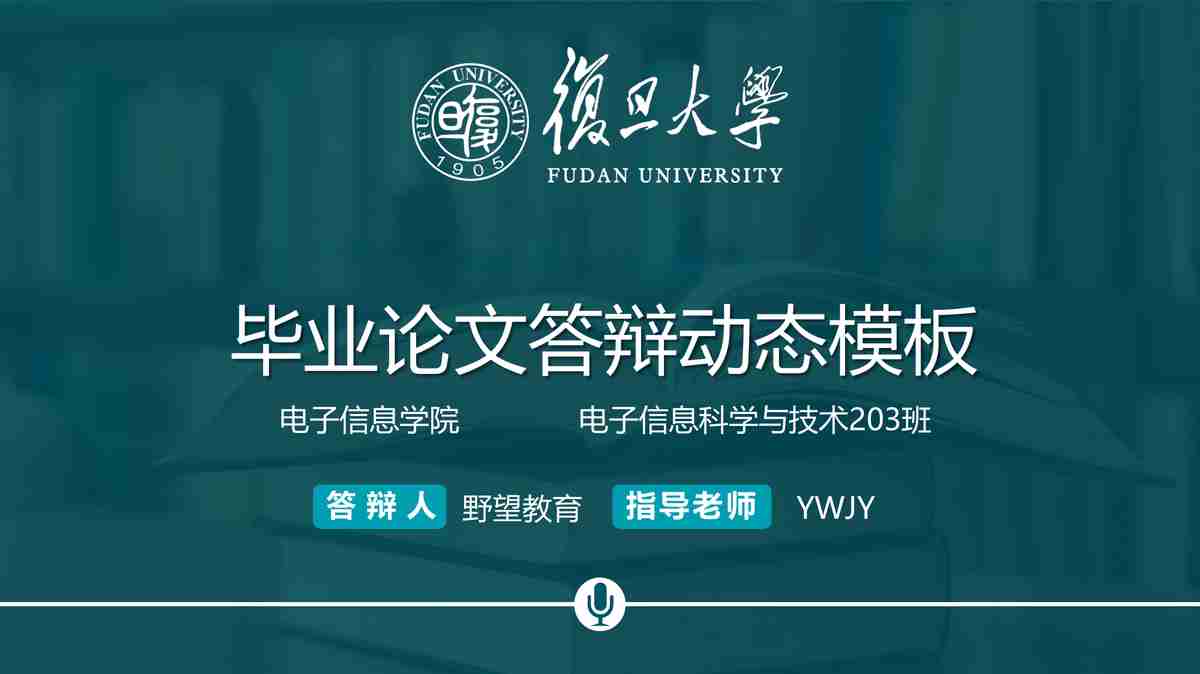 FUDAN UNIVERSITY
1905
復旦大學
FUDAN UNIVERSITY
毕业论文答辩动态模板
电子信息学院 电子信息科学与技术203班
答辩人 野望教育 指导老师 YWJY